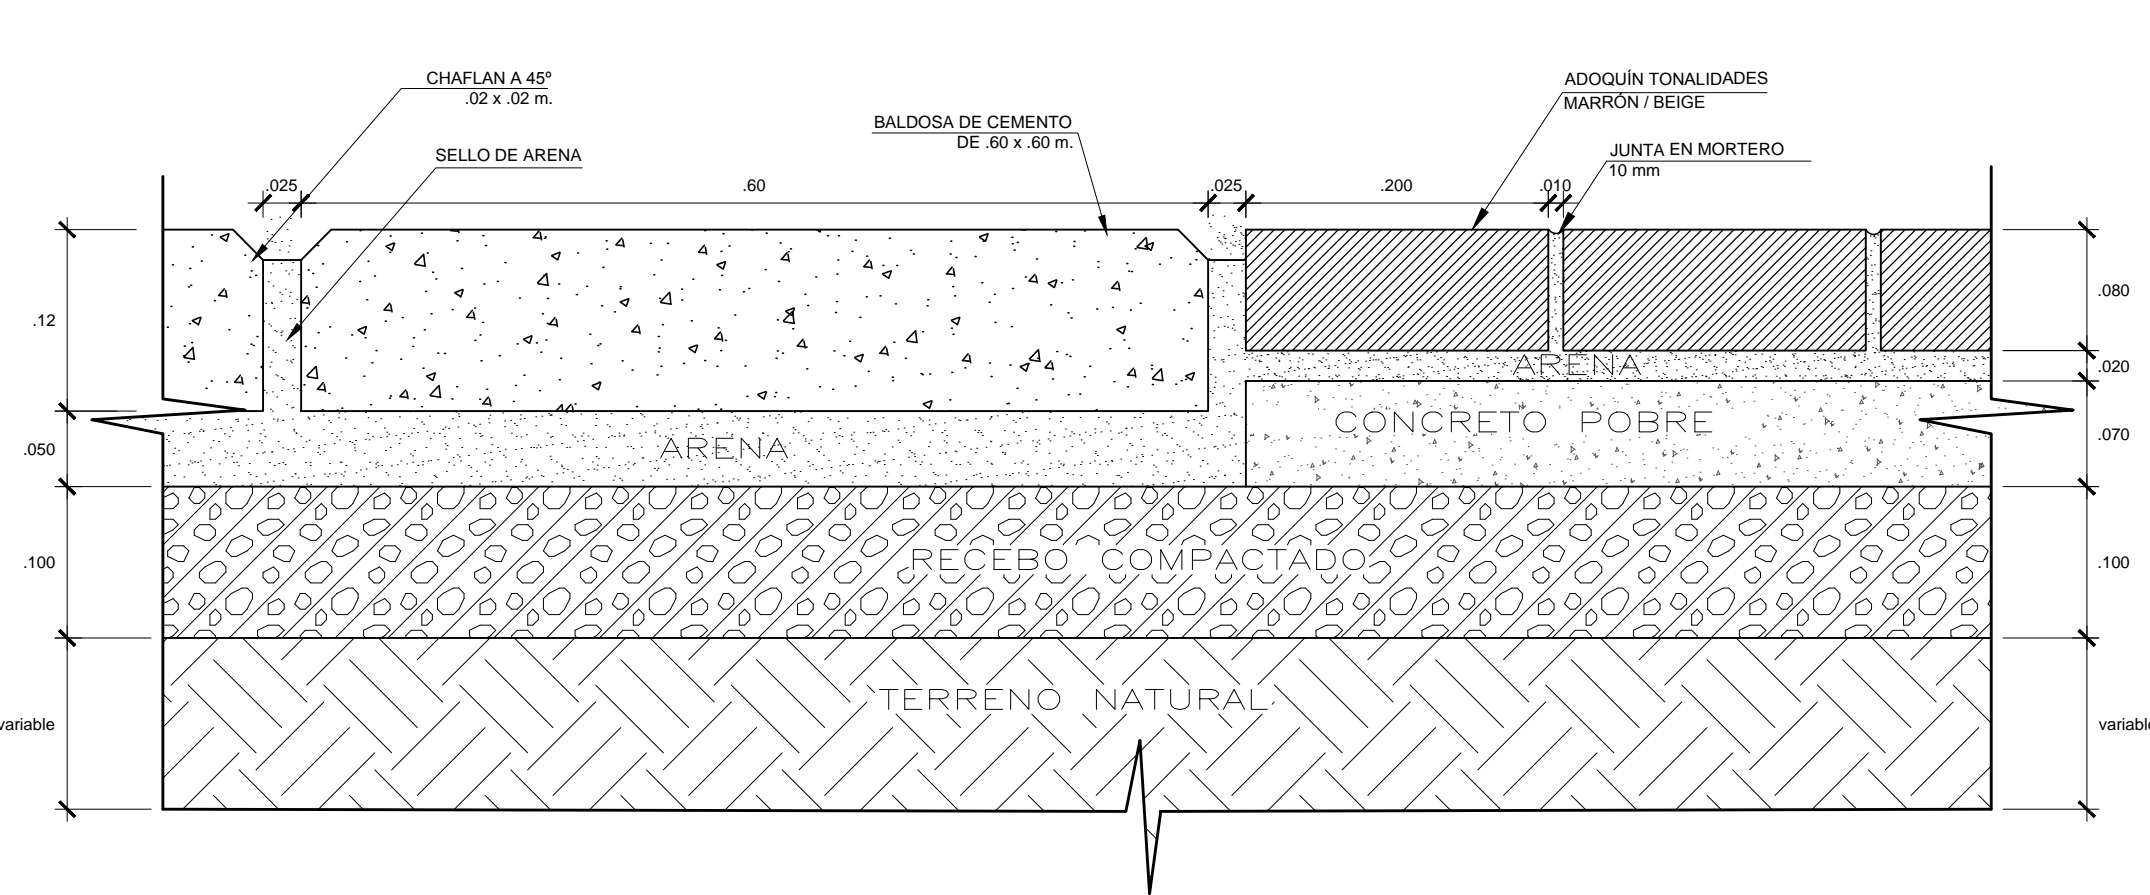 CHAFLAN A 45º
.02 x .02 m.
SELLO DE ARENA
BALDOSA DE CEMENTO
DE .60 x .60 m.
ADOQUÍN TONALIDADES
MARRÓN / BEIGE
JUNTA EN MORTERO
10 mm
.025
.60
.025
.200
.010
.12
.050
.100
variable
.080
.020
.070
.100
variable
ARENA
CONCRETO POBRE
ARENA
RECEBO COMPACTADO
TERRENO NATURAL